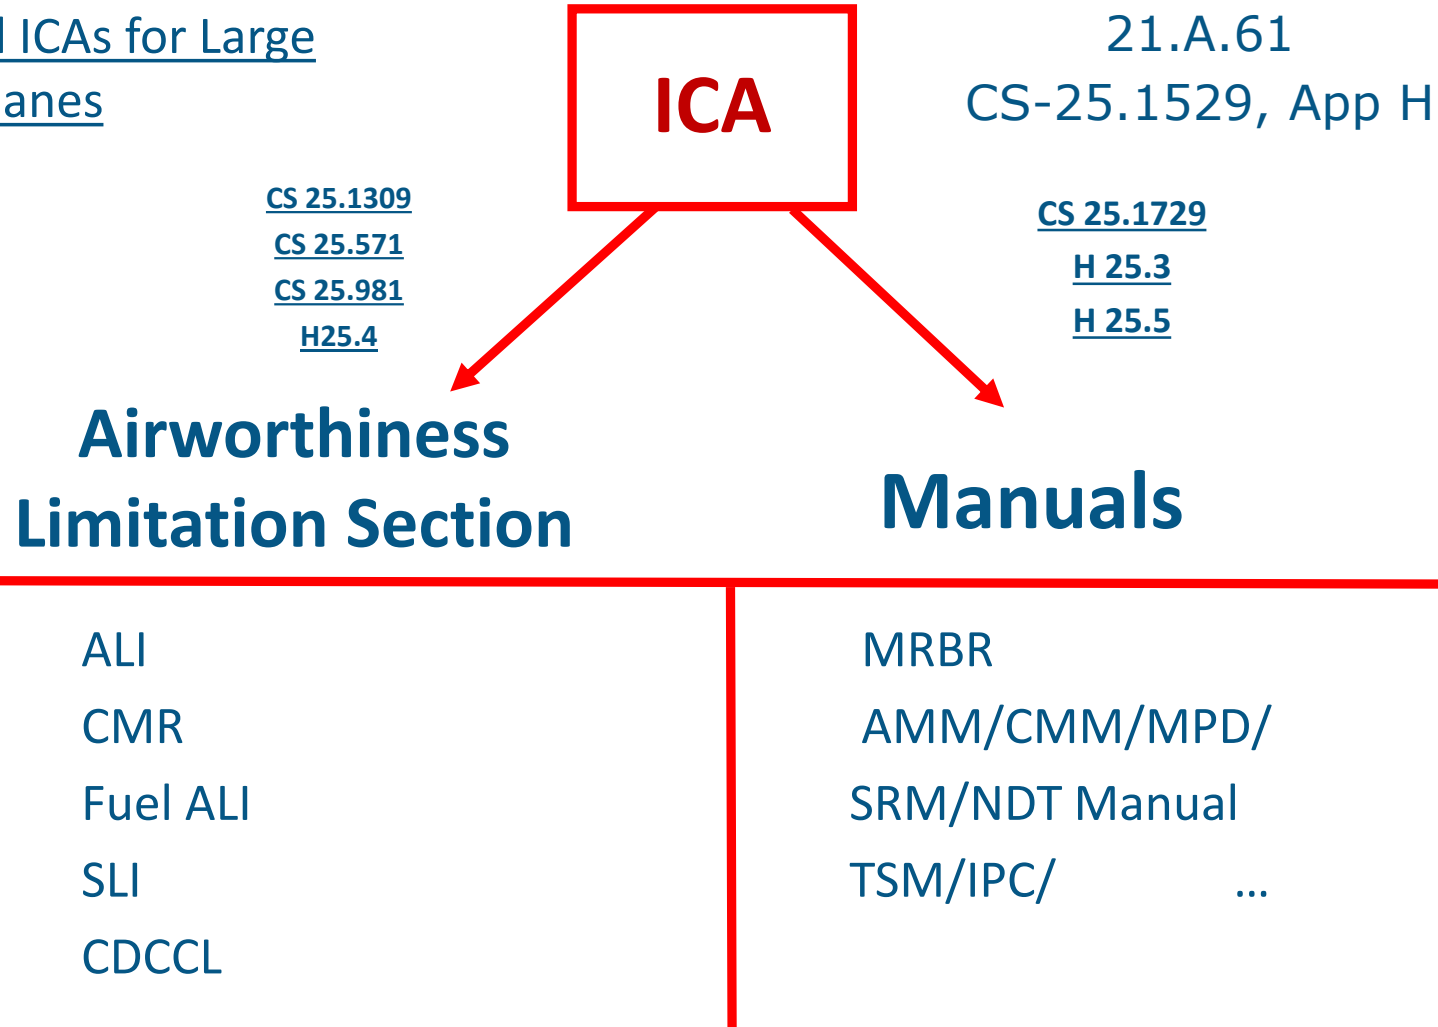 ICAs for Large
ICA
21.A.61
CS-25.1529, App H
CS 25.1309
CS 25.571
CS 25.981
H25.4
CS 25.1729
H 25.3
H 25.5
Airworthiness
Limitation Section
Manuals
ALI
CMR
Fuel ALI
SLI
CDCCL
MRBR
AMM/CMM/MPD/
SRM/NDT Manual
TSM/IPC/ ...